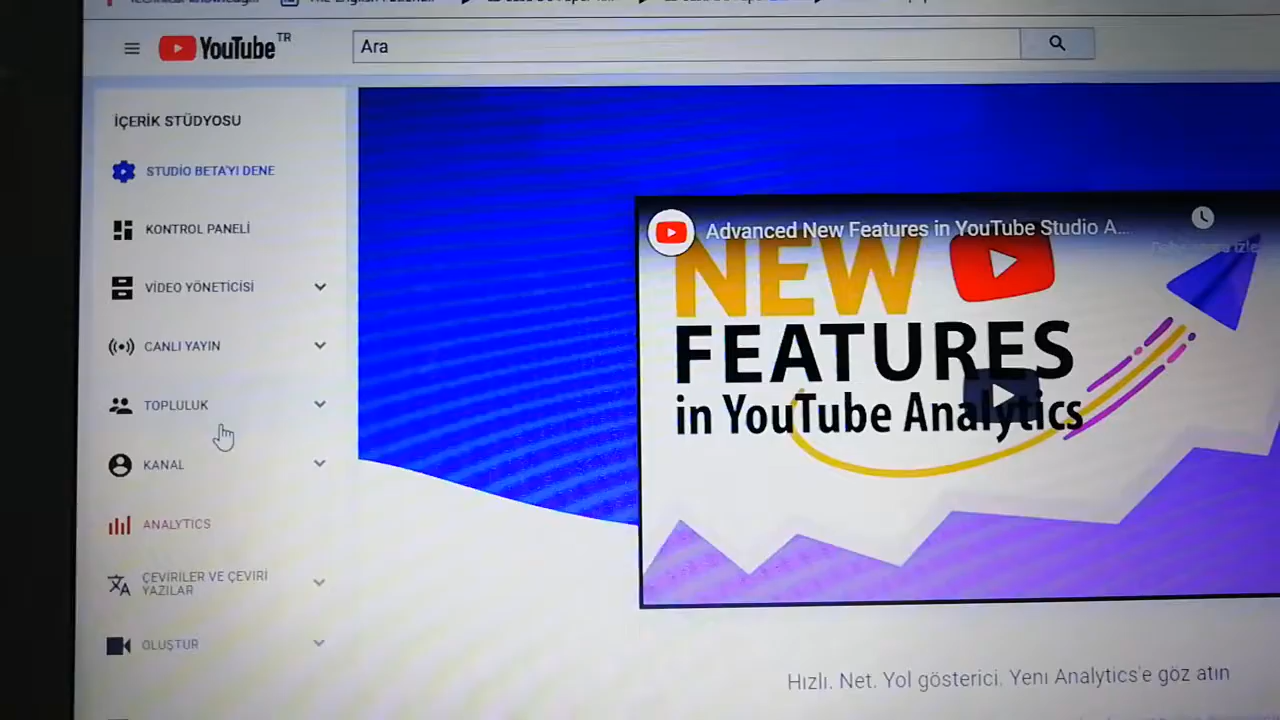 YouTube TR
Ara
İÇERİK STÜDYOSU
STUDIO BETA'YI DENE
KONTROL PANELİ
VİDEO YÖNETİCİSİ
CANLI YAYIN
TOPLULUK
KANAL
ANALYTICS
ÇEVİRİLER VE ÇEVİRİ
YAZILAR
OLUŞTUR
Advanced New Features in YouTube Studio A...
NEW
FEATURES
in YouTube Analytics
Hızlı. Net. Yol gösterici. Yeni Analytics'e göz atın